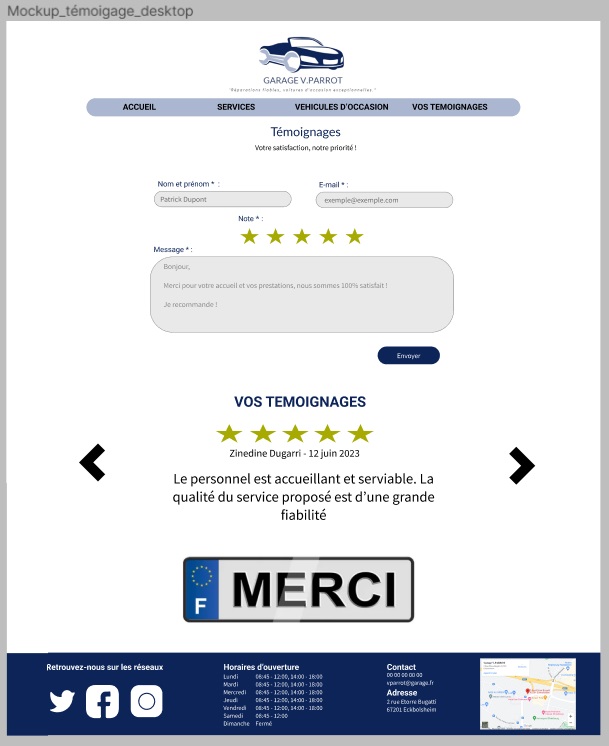 Mockup_témoigage_desktop
GARAGE V.PARROT
"Réparations fiables, voitures d'occasion exceptionnelles."
ACCUEIL SERVICES VEHICULES D'OCCASION VOS TEMOIGNAGES
Témoignages
Votre satisfaction, notre priorité !
Nom et prénom * : E-mail * :
Patrick Dupont exemple@exemple.com
Note * :
Message * :
Bonjour,
Merci pour votre accueil et vos prestations, nous sommes 100% satisfait !
Je recommande !
Envoyer
VOS TEMOIGNAGES
Zinedine Dugarri - 12 juin 2023
Le personnel est accueillant et serviable. La
qualité du service proposé est d'une grande
fiabilité
F MERCI
Retrouvez-nous sur les réseaux
Horaires d'ouverture
Lundi 08:45 - 12:00, 14:00 - 18:00
Mardi 08:45 - 12:00, 14:00 - 18:00
Mercredi 08:45 - 12:00, 14:00 - 18:00
Jeudi 08:45 - 12:00, 14:00 - 18:00
Vendredi 08:45 - 12:00, 14:00 - 18:00
Samedi 08:45 - 12:00
Dimanche Fermé
Contact
00 00 00 00 00
vparrot@garage.fr
Adresse
2 rue Etorre Bugatti
67201 Eckbolsheim